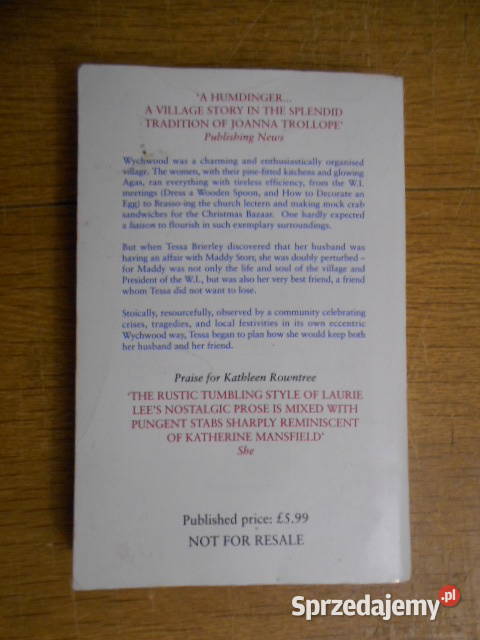 'A HUMDINGER...
A VILLAGE STORY IN THE SPLENDID
TRADITION OF JOANNA TROLLOPE'
Publishing News
Wychwood was a charming and enthusiastically organised
village. The women, with their pine-fitted kitchens and glowing
Agas, ran everything with tireless efficiency, from the W.I.
meetings (Dress a Wooden Spoon, and How to Decorate an
Egg) to Brasso-ing the church lectern and making mock crab
sandwiches for the Christmas Bazaar. One hardly expected
a liaison to flourish in such exemplary surroundings.
But when Tessa Brierley discovered that her husband was
having an affair with Maddy Storr, she was doubly perturbed –
for Maddy was not only the life and soul of the village and
President of the W.I., but was also her very best friend, a friend
whom Tessa did not want to lose.
Stoically, resourcefully, observed by a community celebrating
crises, tragedies, and local festivities in its own eccentric
Wychwood way, Tessa began to plan how she would keep both
her husband and her friend.
Praise for Kathleen Rowntree
'THE RUSTIC TUMBLING STYLE OF LAURIE
LEE'S NOSTALGIC PROSE IS MIXED WITH
PUNGENT STABS SHARPLY REMINISCENT
OF KATHERINE MANSFIELD'
She
Published price: £5.99
NOT FOR RESALE
Sprzedajemy.pl